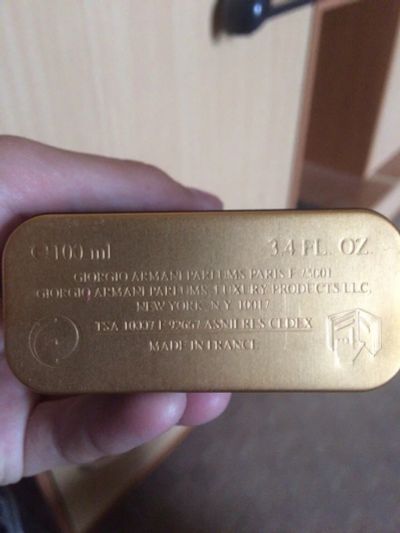 ℮100 ml 3.4 FL. OZ.
GIORGIO ARMANI PARFUMS PARIS F 75001
GIORGIO ARMANI PARFUMS, LUXURY PRODUCTS LLC,
NEW YORK, N.Y. 10017
TSA 10007 F 92667 ASNIERES CEDEX
MADE IN FRANCE